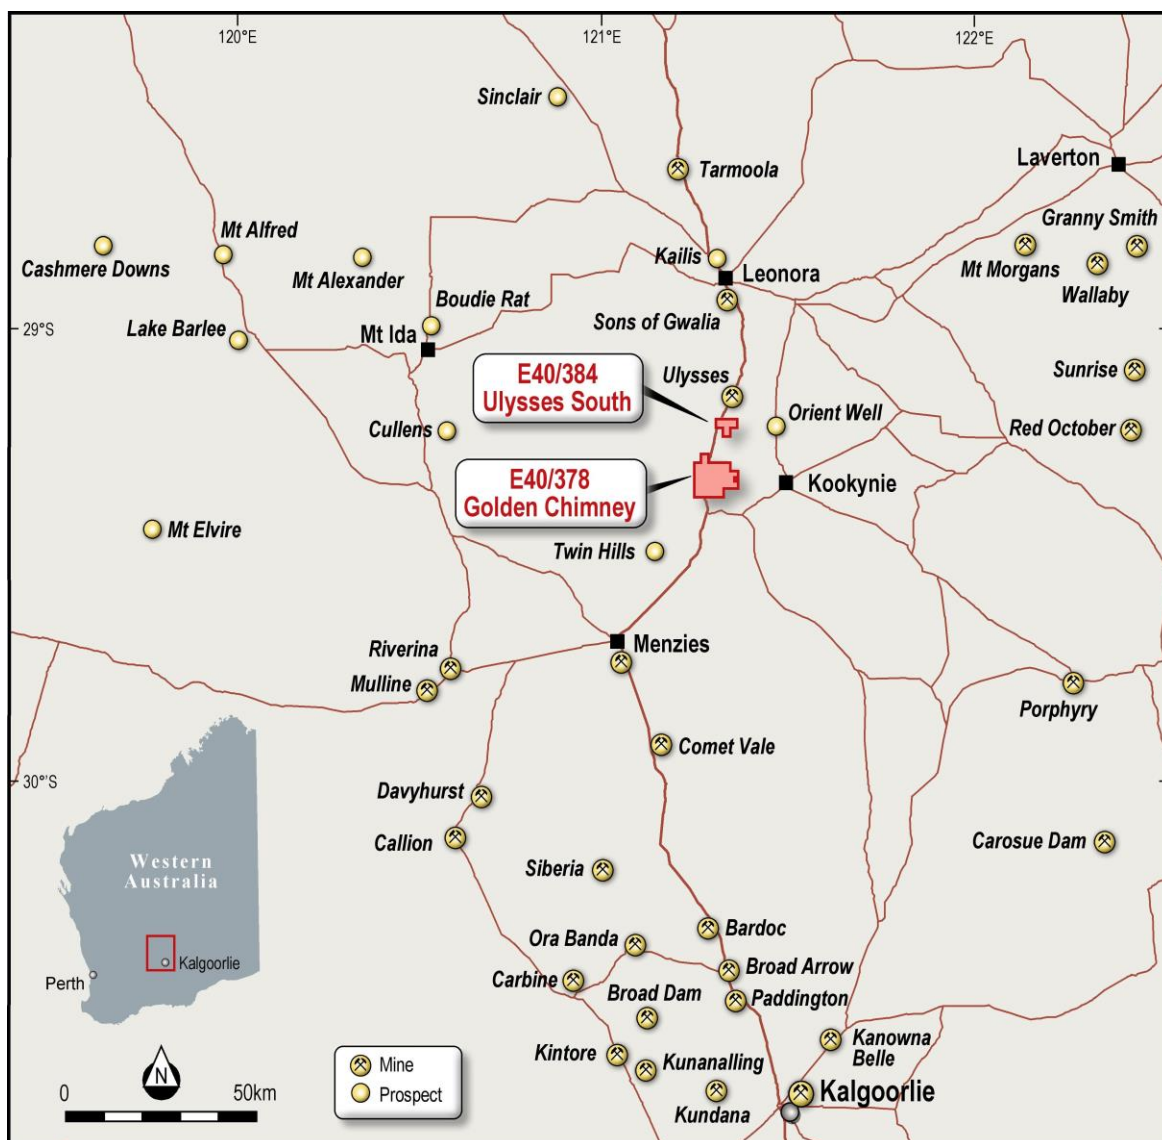 120°E
121°E
122°E
Sinclair
Tarmoola
Laverton
Granny Smith
Mt Alfred
Cashmere Downs
Mt Alexander
Kailis
Leonora
Mt Morgans
Wallaby
Boudie Rat
Sons of Gwalia
Lake Barlee
29°S
Mt Ida
E40/384
Ulysses South
Ulysses
Sunrise
Cullens
Orient Well
Red October
E40/378
Golden Chimney
Kookynie
Mt Elvire
Twin Hills
Riverina
Menzies
Mulline
Porphyry
Comet Vale
30°S
Davyhurst
Callion
Carosue Dam
Siberia
Western
Australia
Bardoc
Ora Banda
Kalgoorlie
Perth
Carbine
Broad Arrow
Broad Dam
Paddington
Kintore
Kunanalling
Kanowna
Belle
N
Mine
Prospect
0
50km
Kundana
Kalgoorlie